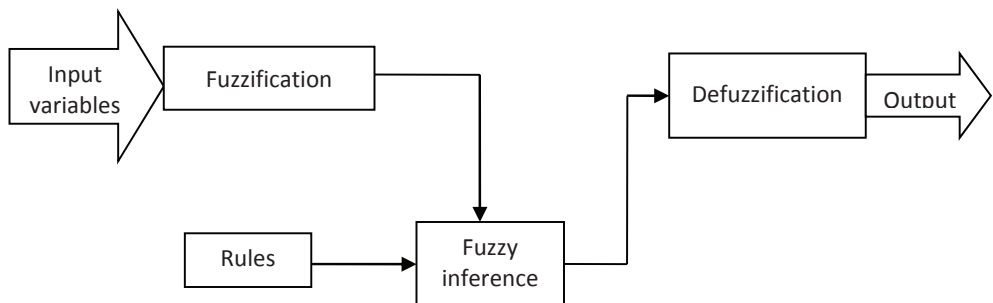 Input
variables
Fuzzification
Defuzzification
Output
Rules
Fuzzy
inference